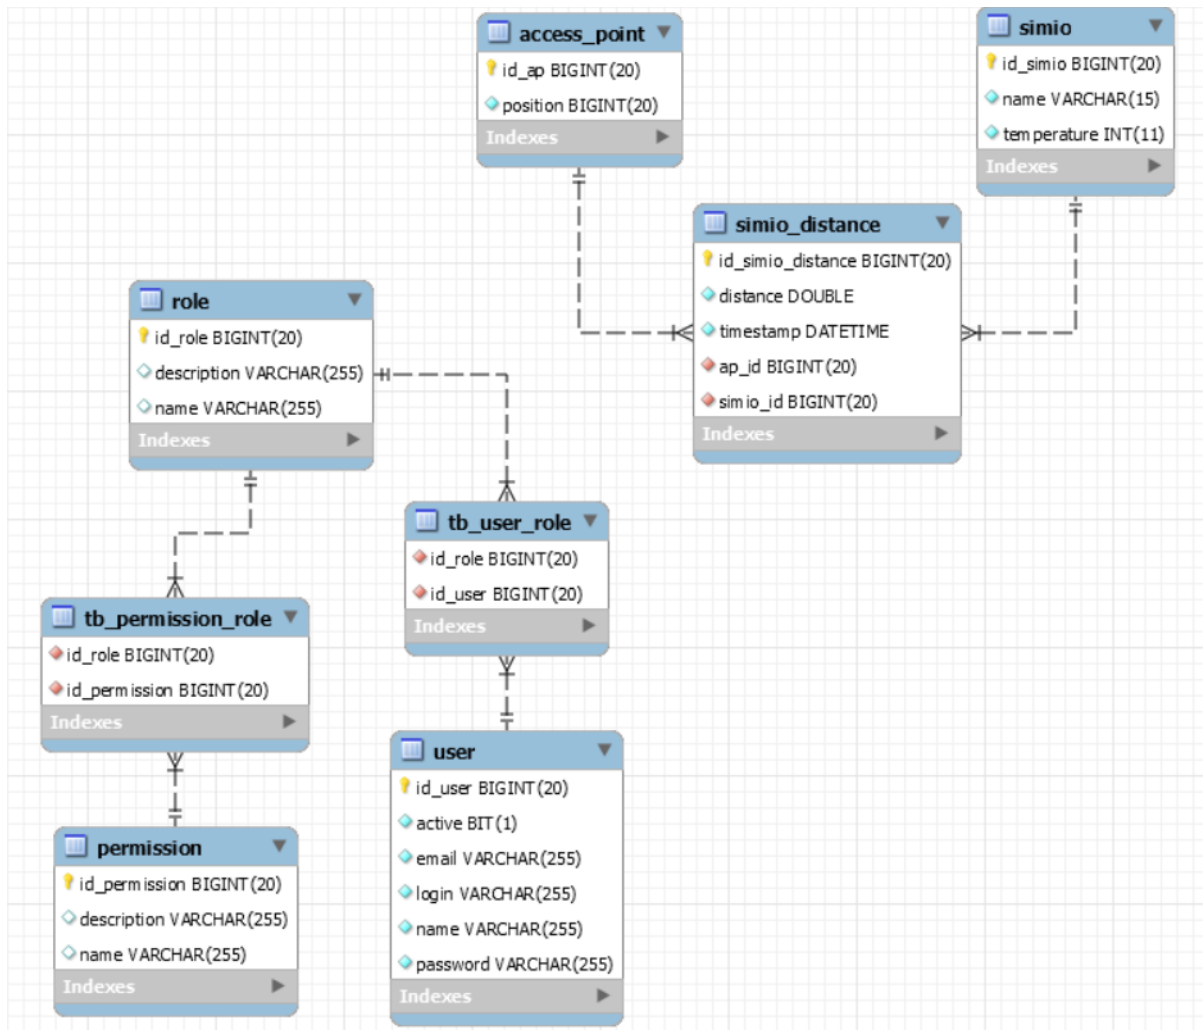 access_point
id_ap BIGINT(20)
position BIGINT(20)
Indexes
simio
id_simio BIGINT(20)
name VARCHAR(15)
temperature INT(11)
Indexes
simio_distance
id_simio_distance BIGINT(20)
distance DOUBLE
timestamp DATETIME
ap_id BIGINT(20)
simio_id BIGINT(20)
Indexes
role
id_role BIGINT(20)
description VARCHAR(255)
name VARCHAR(255)
Indexes
tb_user_role
id_role BIGINT(20)
id_user BIGINT(20)
Indexes
tb_permission_role
id_role BIGINT(20)
id_permission BIGINT(20)
Indexes
user
id_user BIGINT(20)
active BIT(1)
email VARCHAR(255)
login VARCHAR(255)
name VARCHAR(255)
password VARCHAR(255)
Indexes
permission
id_permission BIGINT(20)
description VARCHAR(255)
name VARCHAR(255)
Indexes